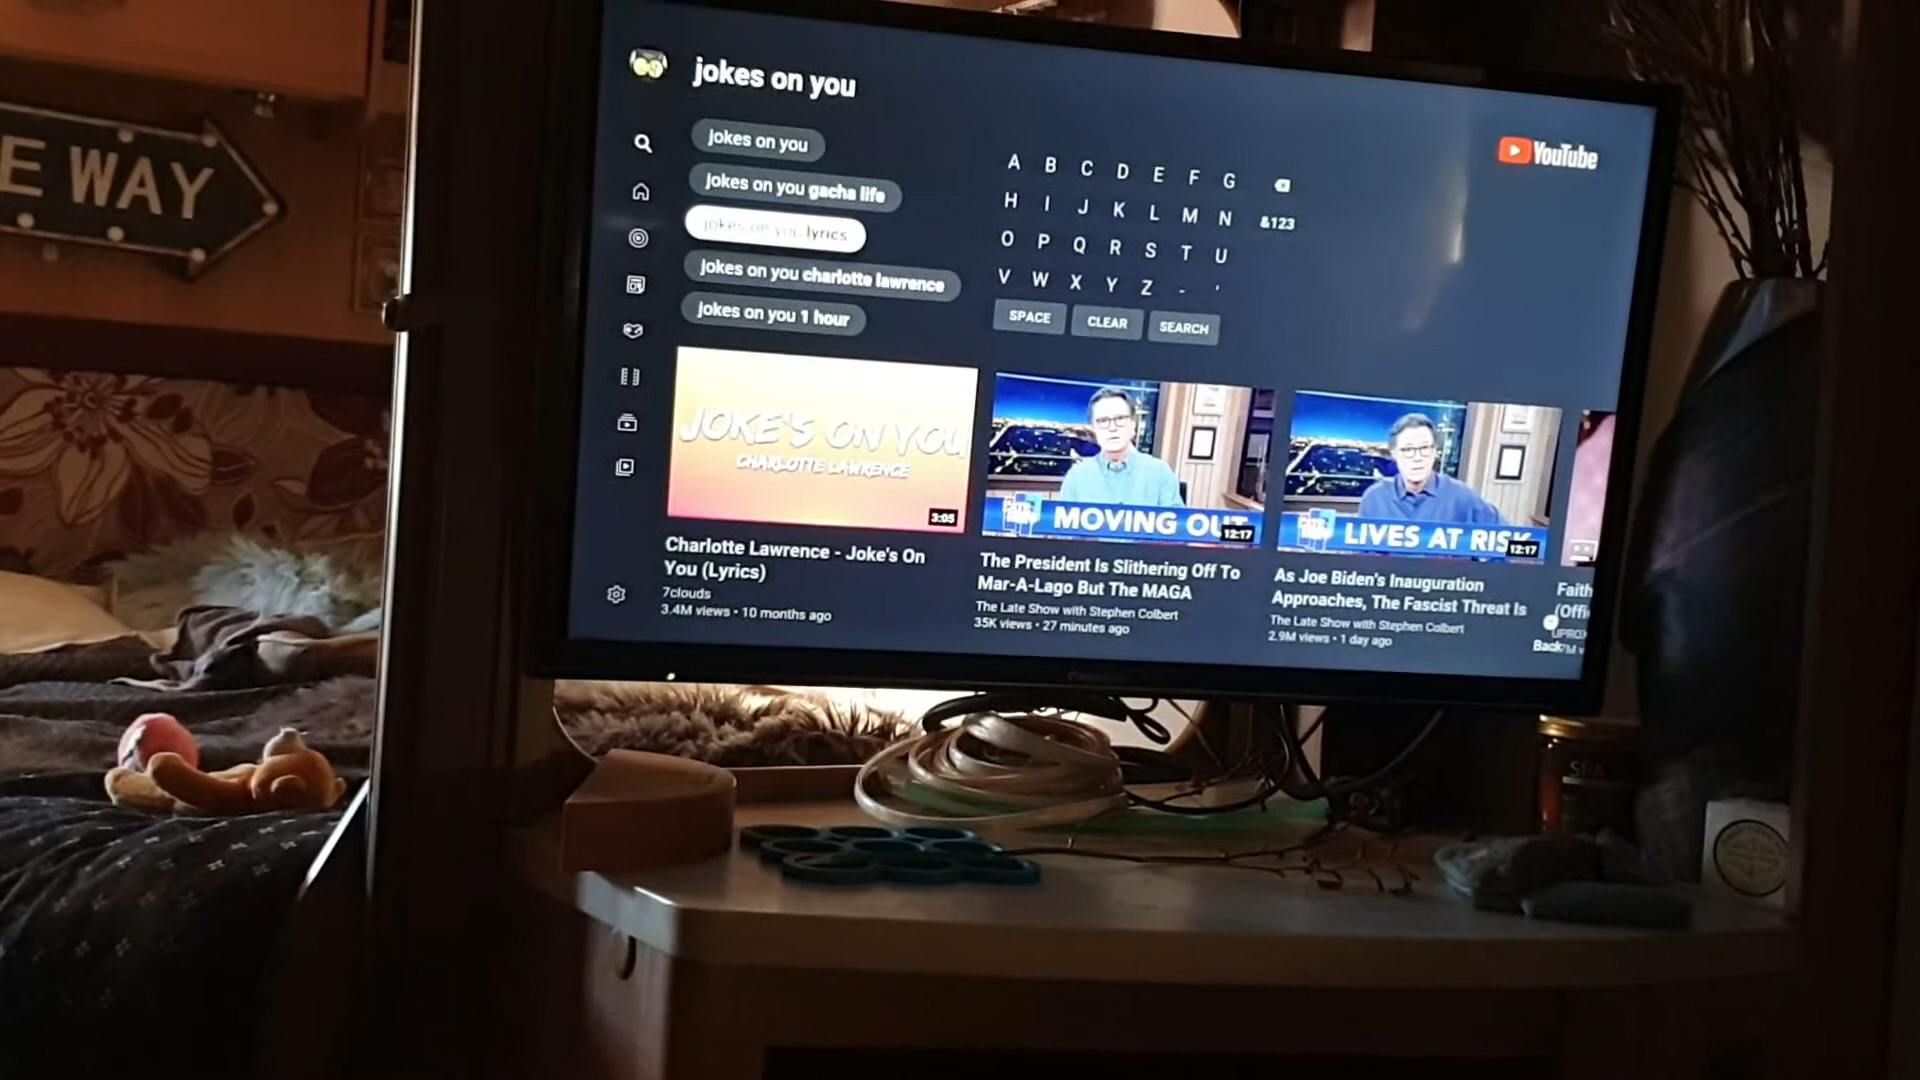 E WAY
jokes on you
YouTube
jokes on you
jokes on you gacha life
jokes on you lyrics
jokes on you charlotte lawrence
jokes on you 1 hour
A B C D E F G
H I J K L M N &123
O P Q R S T U
V W X Y Z - '
SPACE CLEAR SEARCH
JOKE'S ON YOU
CHARLOTTE LAWRENCE
3:05
Charlotte Lawrence - Joke's On
You (Lyrics)
7clouds
3.4M views • 10 months ago
MOVING OUT
12:17
The President Is Slithering Off To
Mar-A-Lago But The MAGA
The Late Show with Stephen Colbert
35K views • 27 minutes ago
LIVES AT RISK
12:17
As Joe Biden's Inauguration
Approaches, The Fascist Threat Is
The Late Show with Stephen Colbert
2.9M views • 1 day ago
Faith
(Offi
UPROX
Back